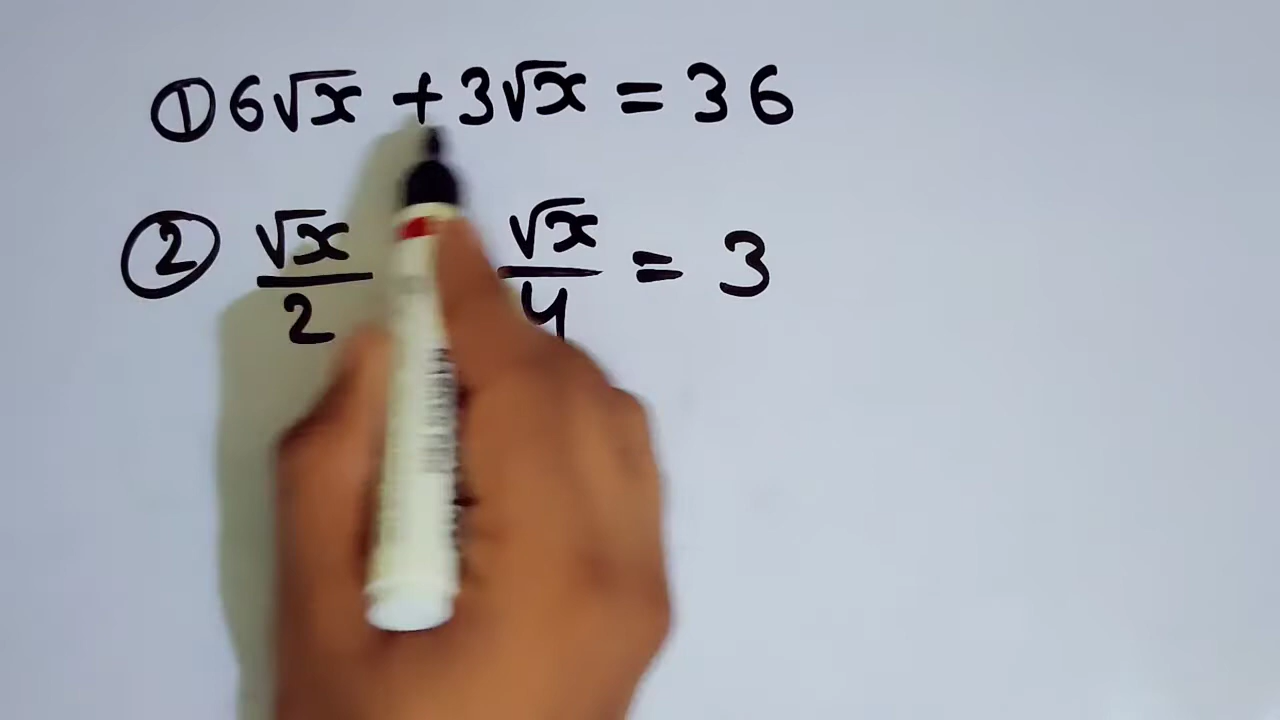 ① 6√x + 3√x = 36
② √x/2 √x/4 = 3